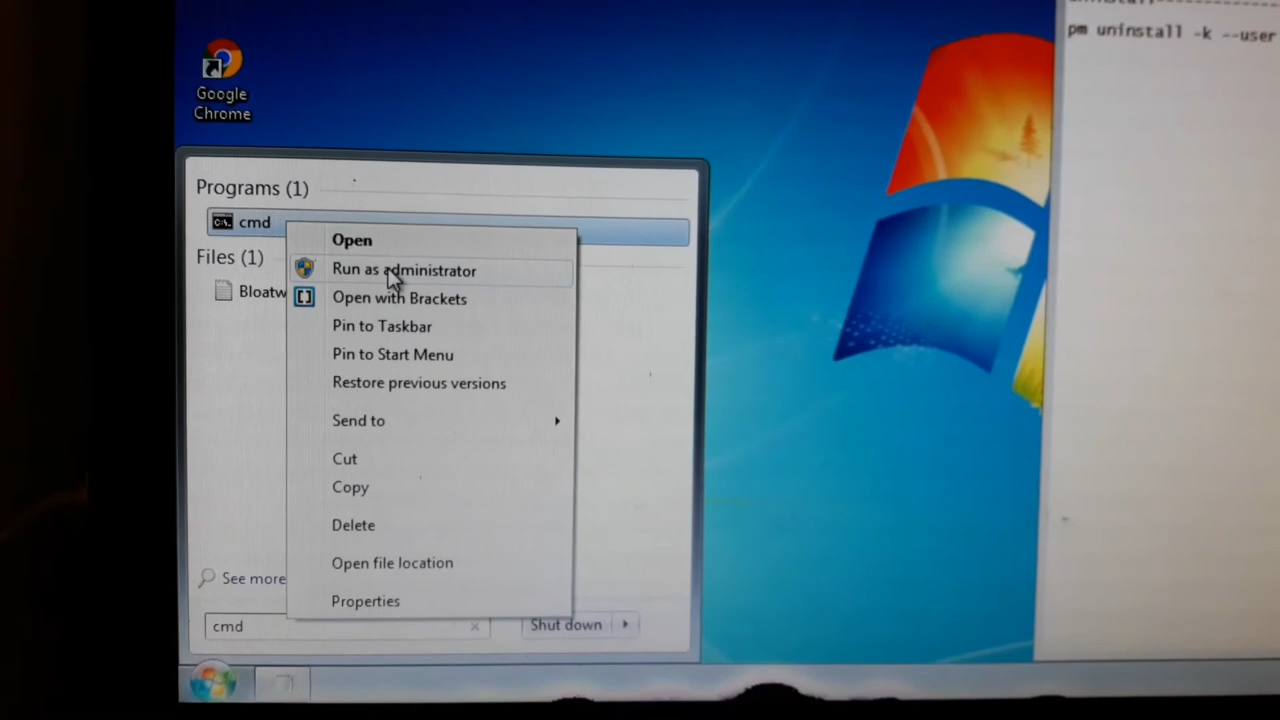 pm uninstall -k --user
Google
Chrome
Programs (1)
cmd
Files (1)
Bloatw
Open
Run as administrator
Open with Brackets
Pin to Taskbar
Pin to Start Menu
Restore previous versions
Send to
Cut
Copy
Delete
Open file location
Properties
See more
cmd
Shut down